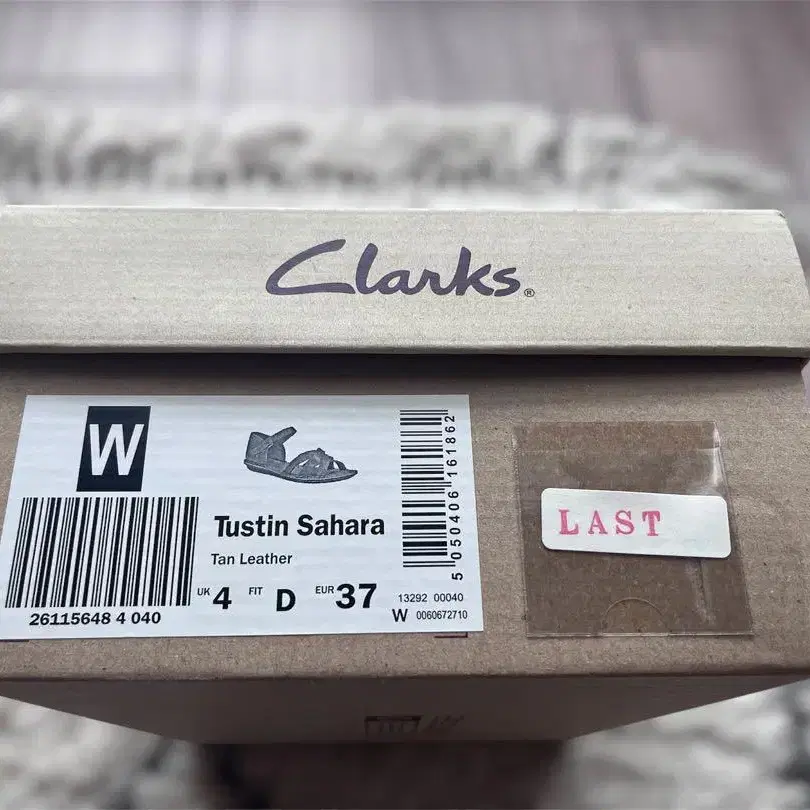 Clarks®
W
Tustin Sahara
Tan Leather
UK 4 FIT D EUR 37
26115648 4 040
5 050406 161862
13292 00040
W 0060672710
LAST